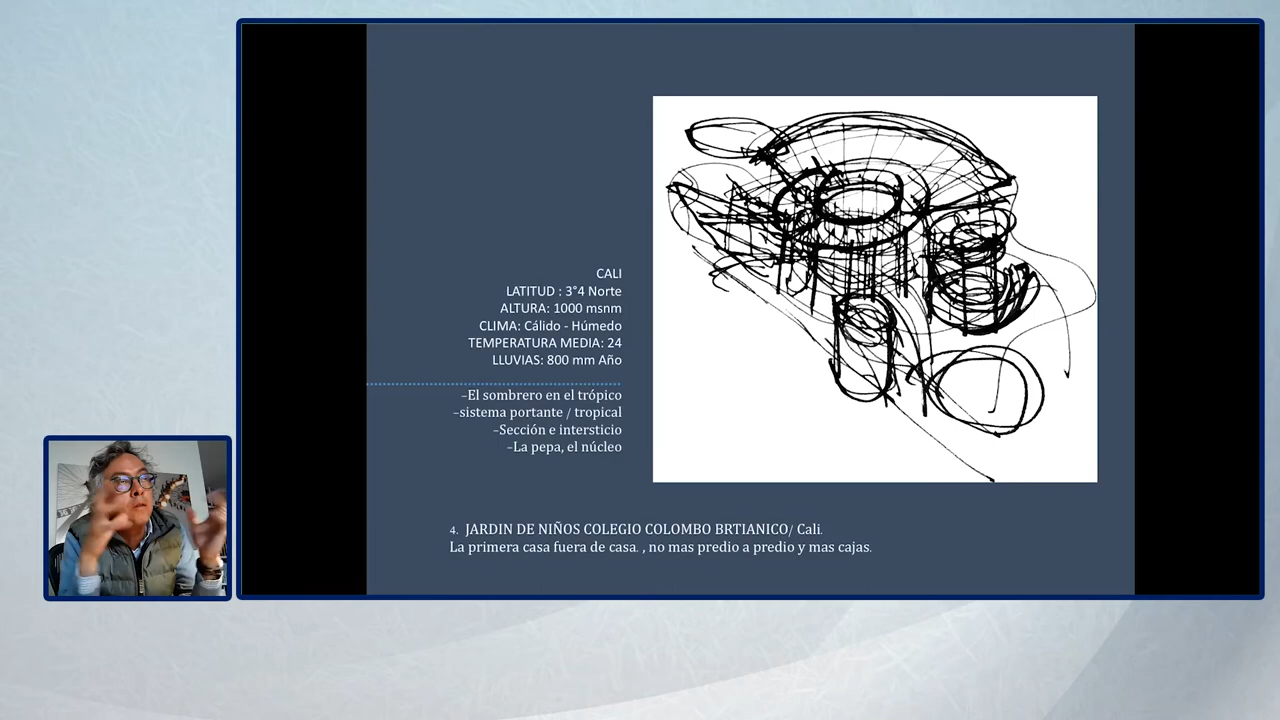 CALI
LATITUD : 3°4 Norte
ALTURA: 1000 msnm
CLIMA: Cálido - Húmedo
TEMPERATURA MEDIA: 24
LLUVIAS: 800 mm Año
–El sombrero en el trópico
–sistema portante / tropical
–Sección e intersticio
–La pepa, el núcleo
4. JARDIN DE NIÑOS COLEGIO COLOMBO BRTIANICO/ Cali.
La primera casa fuera de casa. , no mas predio a predio y mas cajas.